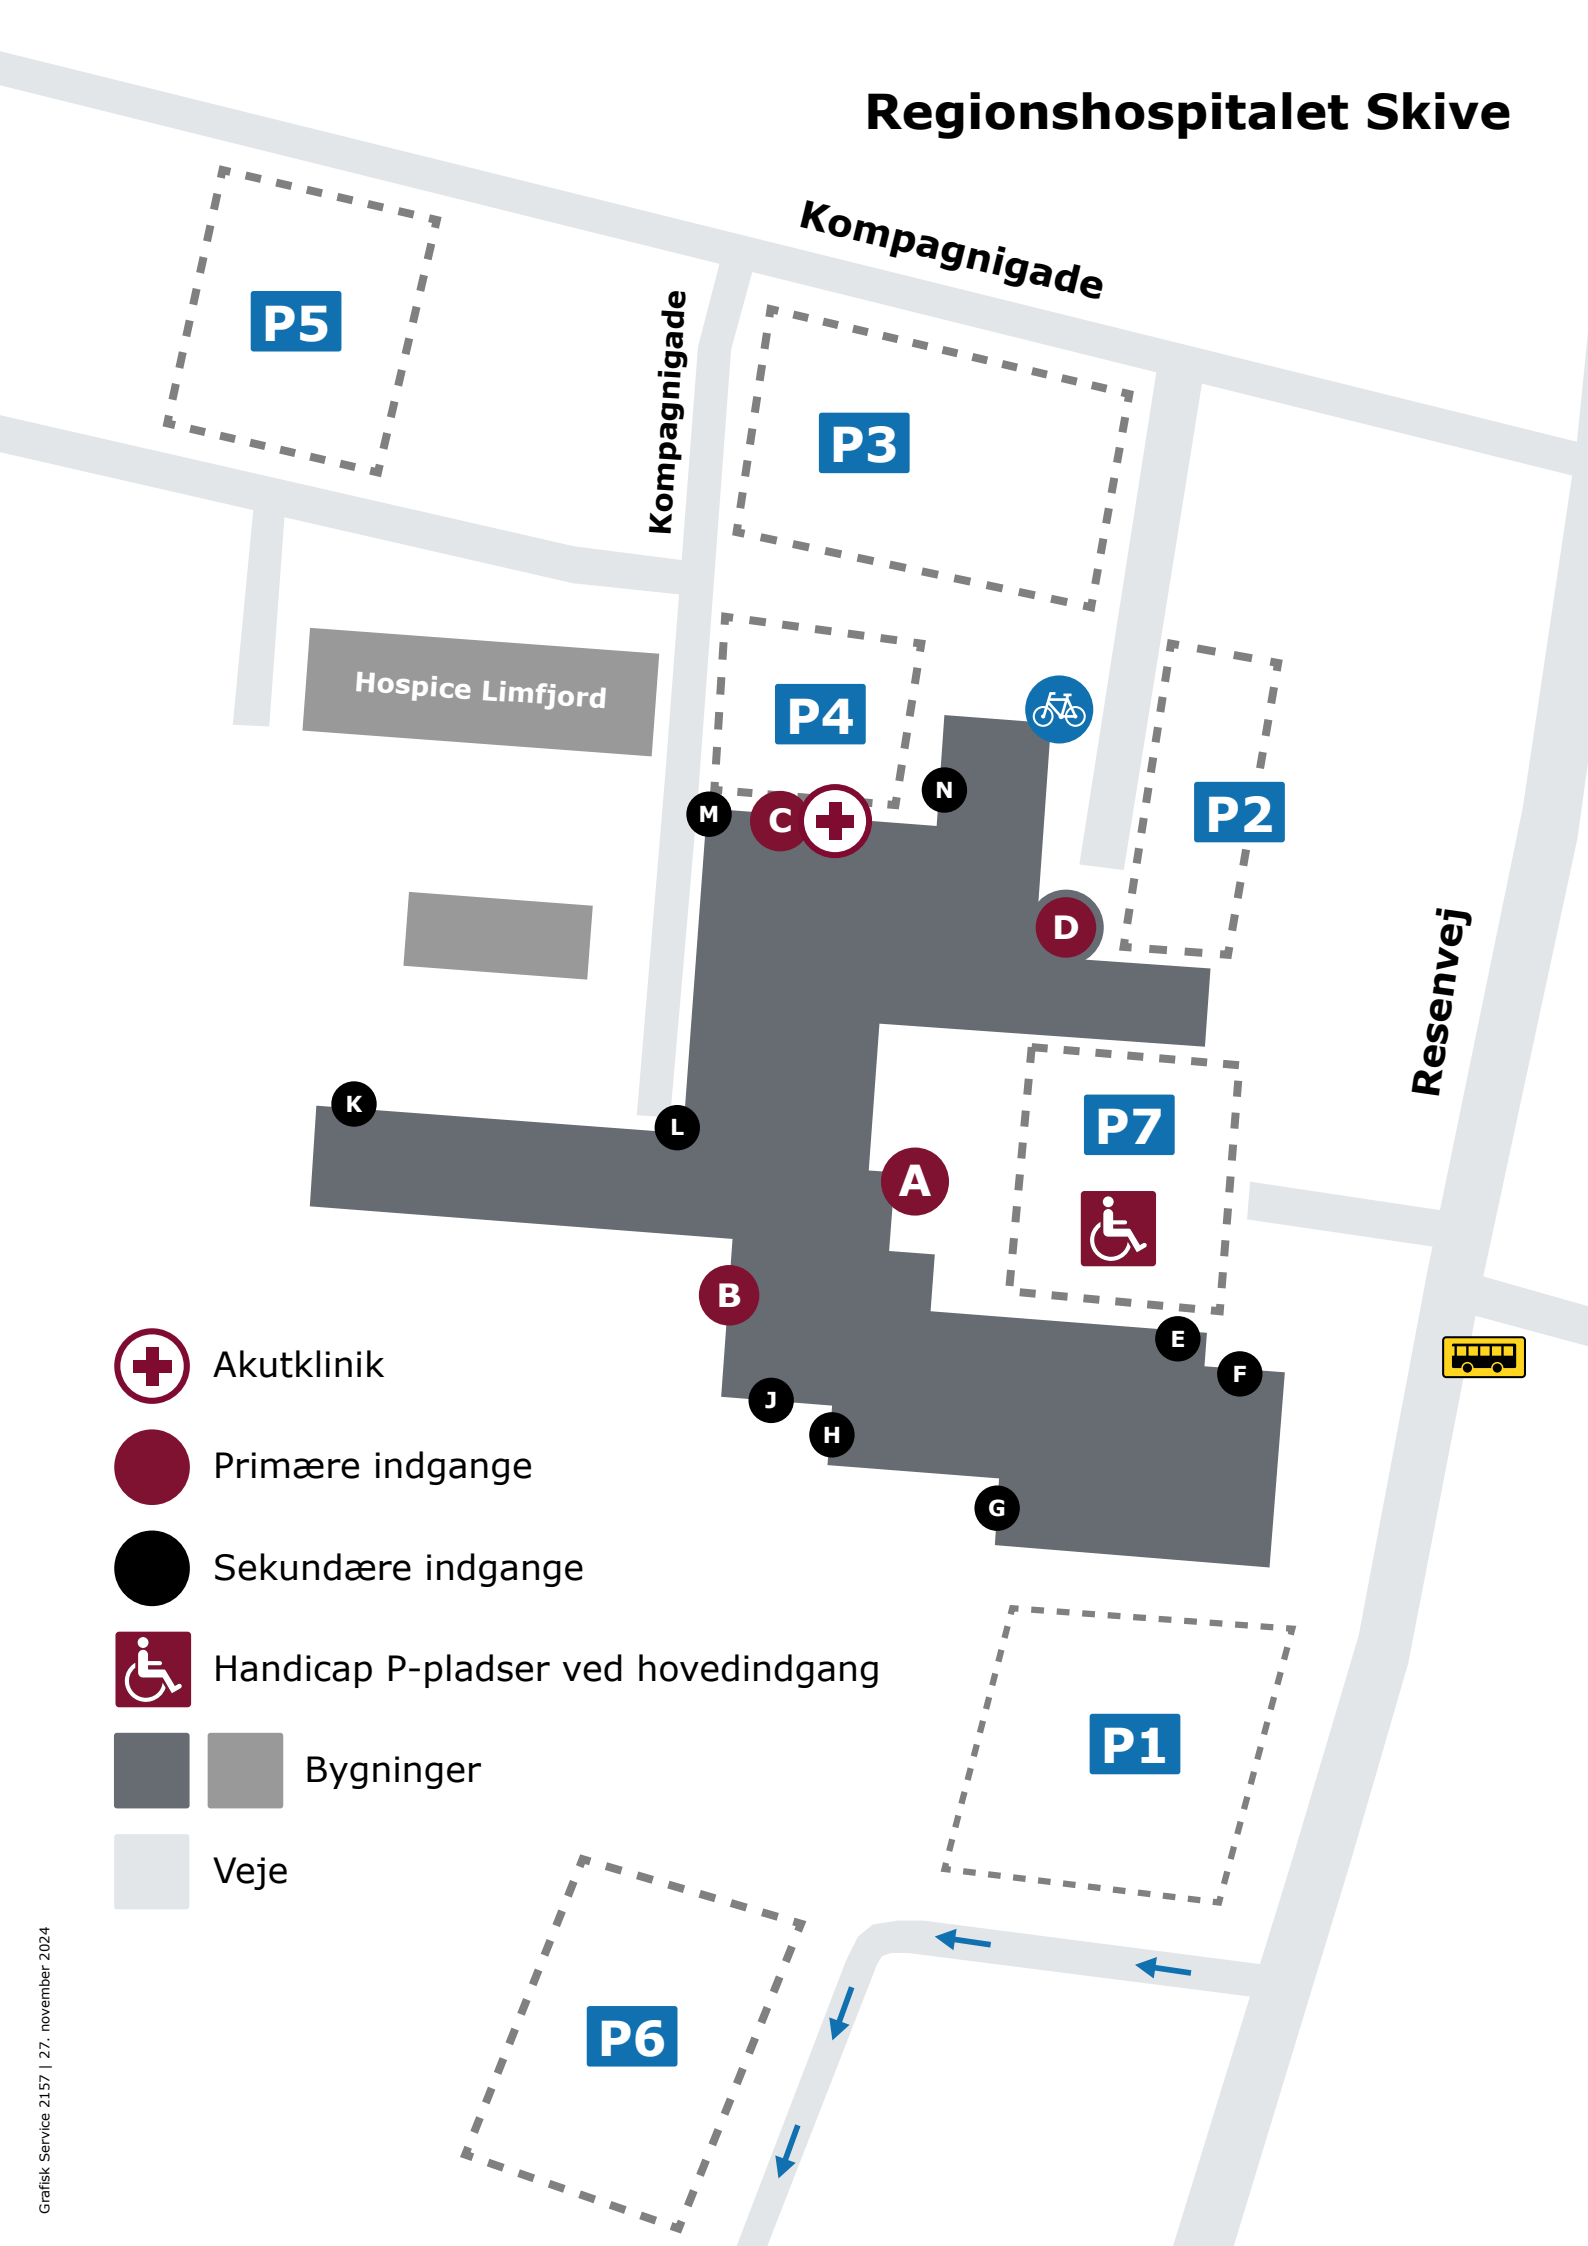 Regionshospitalet Skive
Kompagnigade
Kompagnigade
P5
P3
Hospice Limfjord
P4
N
P2
M
C
D
Resenvej
K
L
P7
A
B
E
F
J
H
G
Akutklinik
Primære indgange
Sekundære indgange
Handicap P-pladser ved hovedindgang
Bygninger
Veje
P1
P6
Grafisk Service 2157 | 27. november 2024